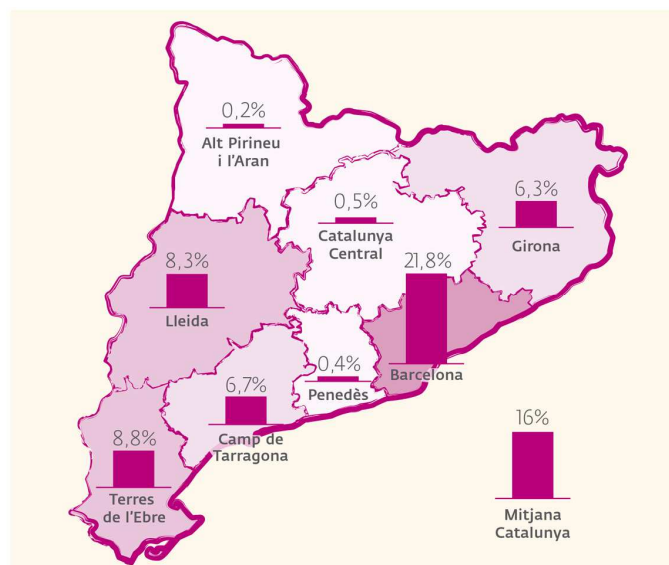 0,2%
Alt Pirineu
i l'Aran
6,3%
Girona
0,5%
Catalunya
Central
8,3%
Lleida
21,8%
Barcelona
0,4%
Penedès
6,7%
Camp de
Tarragona
8,8%
Terres
de l'Ebre
16%
Mitjana
Catalunya